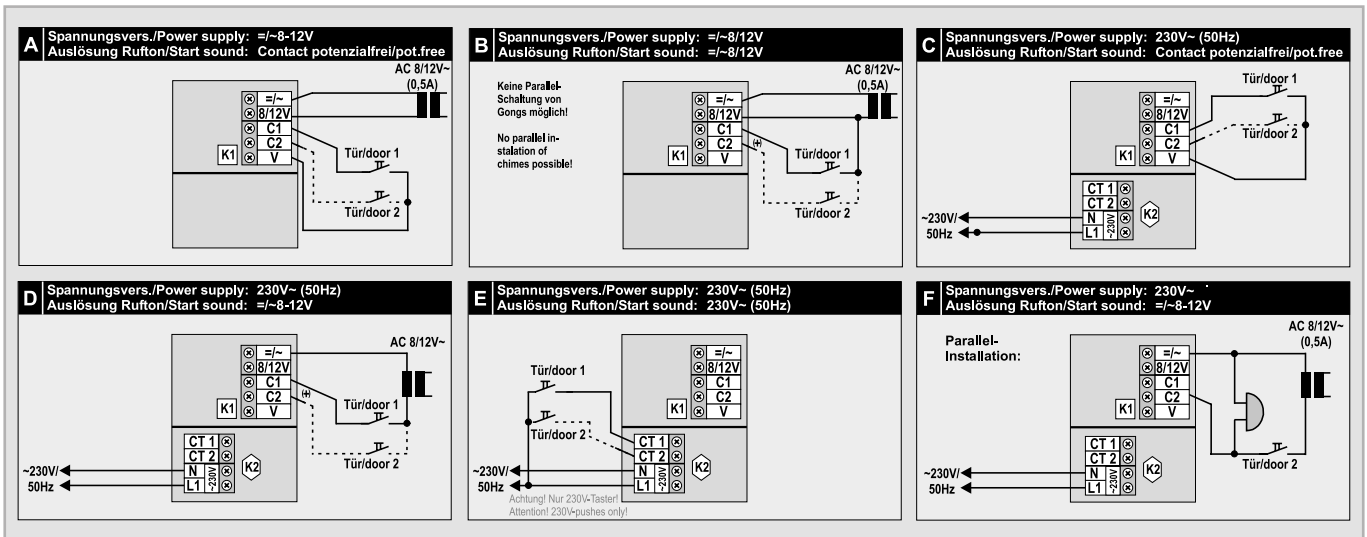 A
Spannungsvers./Power supply: =/~8-12V
Auslösung Rufton/Start sound: Contact potenzialfrei/pot.free
AC 8/12V~
(0,5A)
=/~
8/12V
C1
C2
V
K1
Tür/door 1
Tür/door 2
B
Spannungsvers./Power supply: =/~8/12V
Auslösung Rufton/Start sound: =/~8/12V
Keine Parallel-
Schaltung von
Gongs möglich!
No parallel in-
stalation of
chimes possible!
AC 8/12V~
(0,5A)
=/~
8/12V
C1
C2
V
K1
(+)
Tür/door 1
Tür/door 2
C
Spannungsvers./Power supply: 230V~ (50Hz)
Auslösung Rufton/Start sound: Contact potenzialfrei/pot.free
=/~
8/12V
C1
C2
V
K1
Tür/door 1
Tür/door 2
CT 1
CT 2
N
L1
~230V
K2
~230V/
50Hz
D
Spannungsvers./Power supply: 230V~ (50Hz)
Auslösung Rufton/Start sound: =/~8-12V
AC 8/12V~
=/~
8/12V
C1
C2
V
K1
(+)
Tür/door 1
Tür/door 2
CT 1
CT 2
N
L1
~230V
K2
~230V/
50Hz
E
Spannungsvers./Power supply: 230V~ (50Hz)
Auslösung Rufton/Start sound: 230V~ (50Hz)
=/~
8/12V
C1
C2
V
K1
Tür/door 1
Tür/door 2
CT 1
CT 2
N
L1
~230V
K2
~230V/
50Hz
Achtung! Nur 230V-Taster!
Attention! 230V-pushes only!
F
Spannungsvers./Power supply: 230V~
Auslösung Rufton/Start sound: =/~8-12V
Parallel-
Installation:
AC 8/12V~
(0,5A)
=/~
8/12V
C1
C2
V
K1
Tür/door 2
CT 1
CT 2
N
L1
~230V
K2
~230V/
50Hz